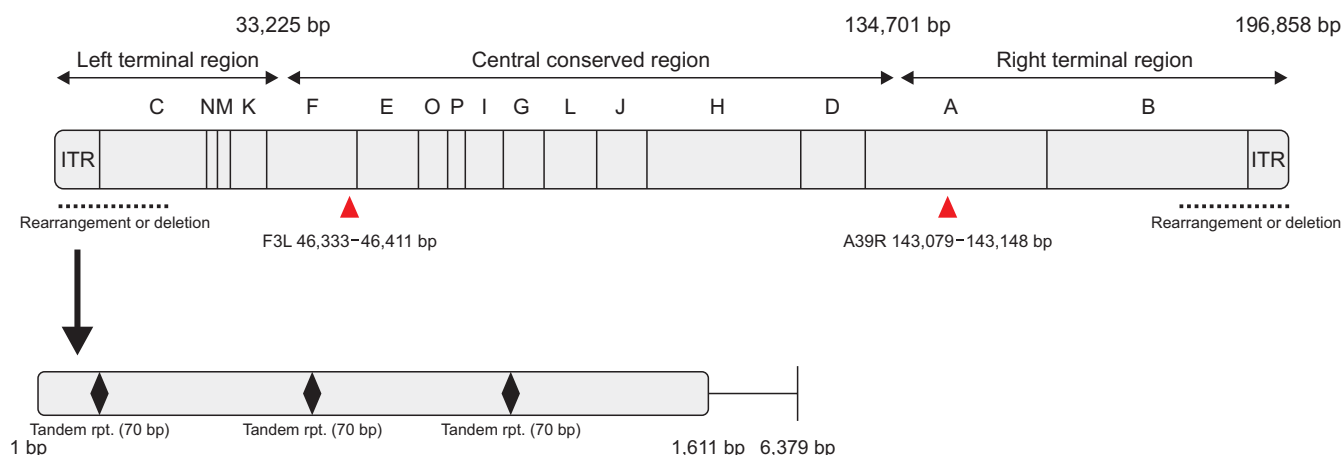 33,225 bp 134,701 bp 196,858 bp
Left terminal region Central conserved region Right terminal region
C N M K F E O P I G L J H D A B
ITR ITR
Rearrangement or deletion Rearrangement or deletion
F3L 46,333–46,411 bp A39R 143,079–143,148 bp
Tandem rpt. (70 bp) Tandem rpt. (70 bp) Tandem rpt. (70 bp)
1 bp 1,611 bp 6,379 bp